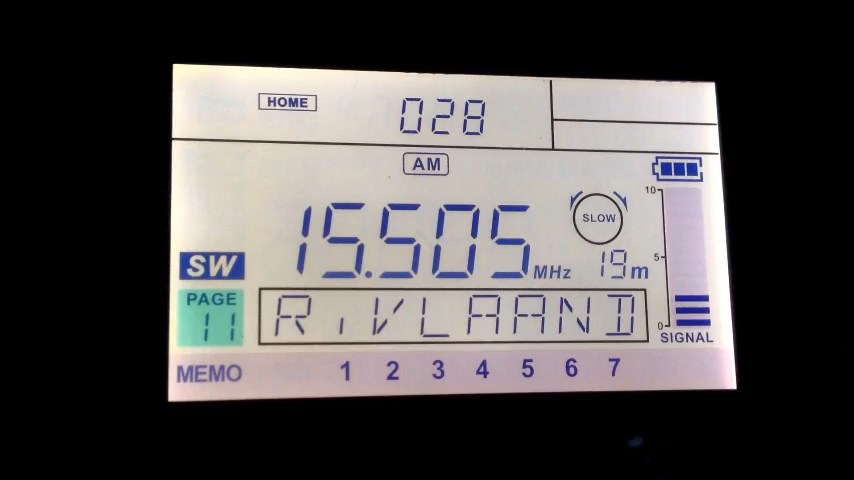 HOME 028
AM
10
15.505 MHz SLOW
SW 19m 5
PAGE
11 R.VLAAND 0
SIGNAL
MEMO 1 2 3 4 5 6 7